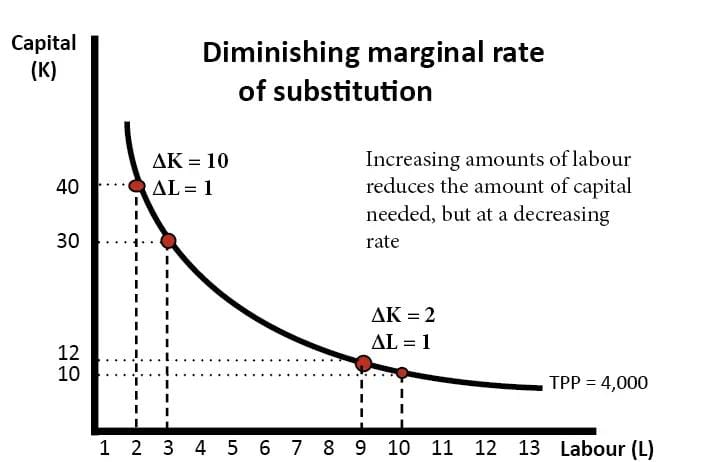 Capital
(K)
Diminishing marginal rate
of substitution
ΔK = 10
ΔL = 1
Increasing amounts of labour
reduces the amount of capital
needed, but at a decreasing
rate
40
30
ΔK = 2
ΔL = 1
12
10
TPP = 4,000
1 2 3 4 5 6 7 8 9 10 11 12 13 Labour (L)